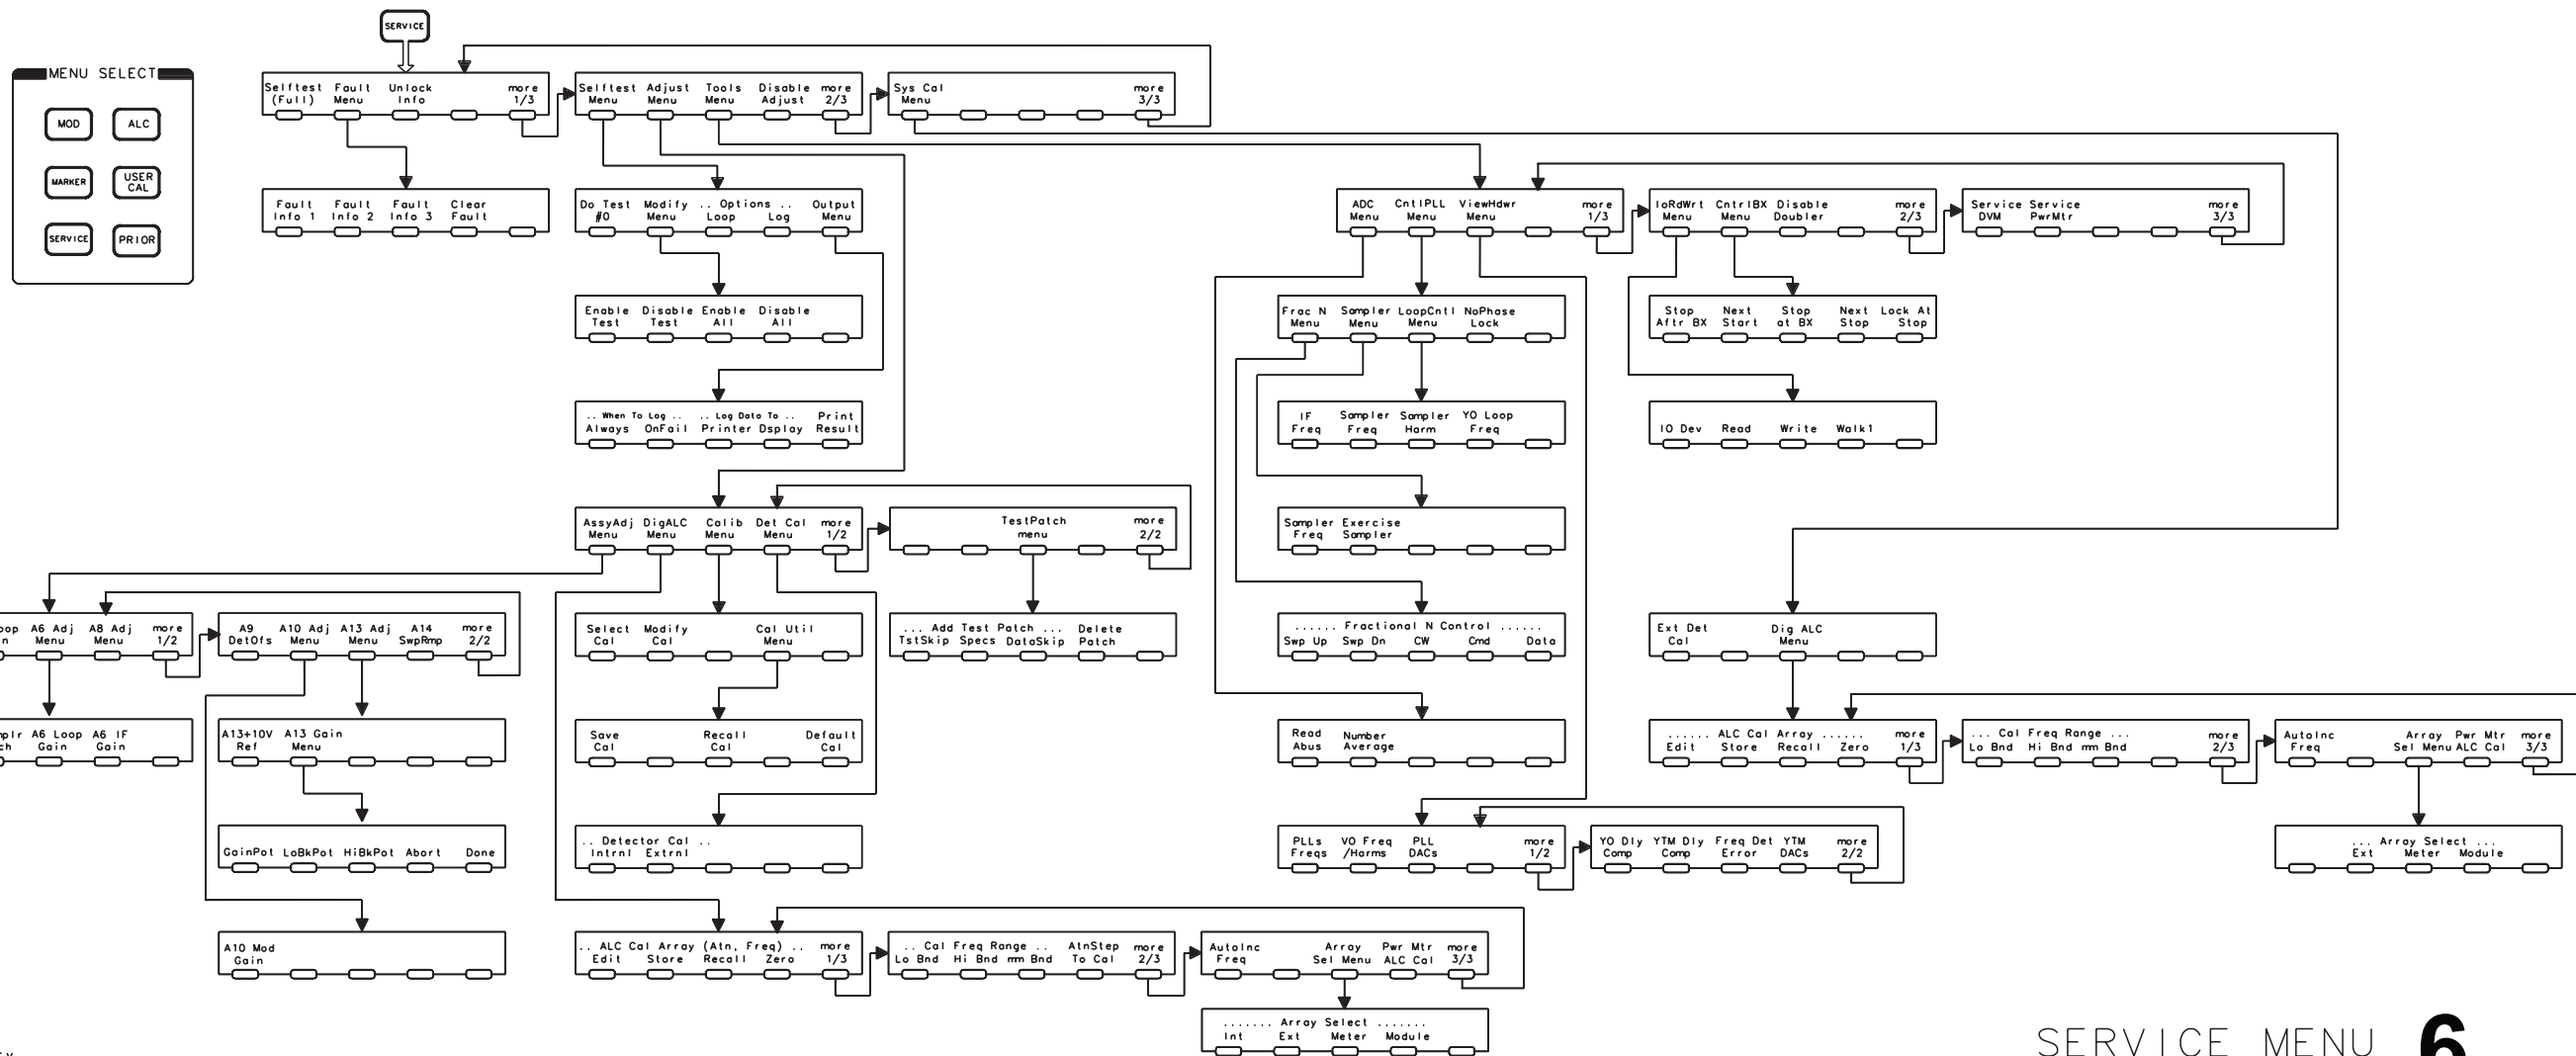 SERVICE
MENU SELECT
MOD ALC
MARKER USER CAL
SERVICE PRIOR
Selftest Fault Unlock more
(Full) Menu Info 1/3
Selftest Adjust Tools Disable more
Menu Menu Menu Adjust 2/3
Sys Cal more
Menu 3/3
Fault Fault Fault Clear
Info 1 Info 2 Info 3 Fault
Do Test Modify .. Options .. Output
#0 Menu Loop Log Menu
ADC CntlPLL ViewHdwr more
Menu Menu Menu 1/3
IoRdWrt CntrlBX Disable more
Menu Menu Doubler 2/3
Service Service more
DVM PwrMtr 3/3
Enable Disable Enable Disable
Test Test All All
Frac N Sampler LoopCntl NoPhase
Menu Menu Menu Lock
Stop Next Stop Next Lock At
Aftr BX Start at BX Stop Stop
.. When To Log .. .. Log Data To .. Print
Always OnFail Printer Dsplay Result
IF Sampler Sampler YO Loop
Freq Freq Harm Freq
IO Dev Read Write Walk1
AssyAdj DigALC Calib Det Cal more
Menu Menu Menu Menu 1/2
TestPatch more
menu 2/2
Sampler Exercise
Freq Sampler
A6 Adj A8 Adj more
Menu Menu 1/2
A9 A10 Adj A13 Adj A14 more
DetOfs Menu Menu SwpRmp 2/2
Select Modify Cal Util
Cal Cal Menu
... Add Test Patch ... Delete
TstSkip Specs DataSkip Patch
...... Fractional N Control ......
Swp Up Swp Dn CW Cmd Data
Ext Det Dig ALC
Cal Menu
A6 Loop A6 IF
Gain Gain
A13+10V A13 Gain
Ref Menu
Save Recall Default
Cal Cal Cal
Read Number
Abus Average
...... ALC Cal Array ...... more
Edit Store Recall Zero 1/3
... Cal Freq Range ... more
Lo Bnd Hi Bnd mm Bnd 2/3
AutoInc Array Pwr Mtr more
Freq Sel Menu ALC Cal 3/3
GainPot LoBkPot HiBkPot Abort Done
.. Detector Cal ..
Intrnl Extrnl
PLLs VO Freq PLL more
Freqs /Harms DACs 1/2
YO Dly YTM Dly Freq Det YTM more
Comp Comp Error DACs 2/2
... Array Select ...
Ext Meter Module
A10 Mod
Gain
.. ALC Cal Array (Atn, Freq) .. more
Edit Store Recall Zero 1/3
.. Cal Freq Range .. AtnStep more
Lo Bnd Hi Bnd mm Bnd To Cal 2/3
AutoInc Array Pwr Mtr more
Freq Sel Menu ALC Cal 3/3
....... Array Select .......
Int Ext Meter Module
SERVICE MENU 6